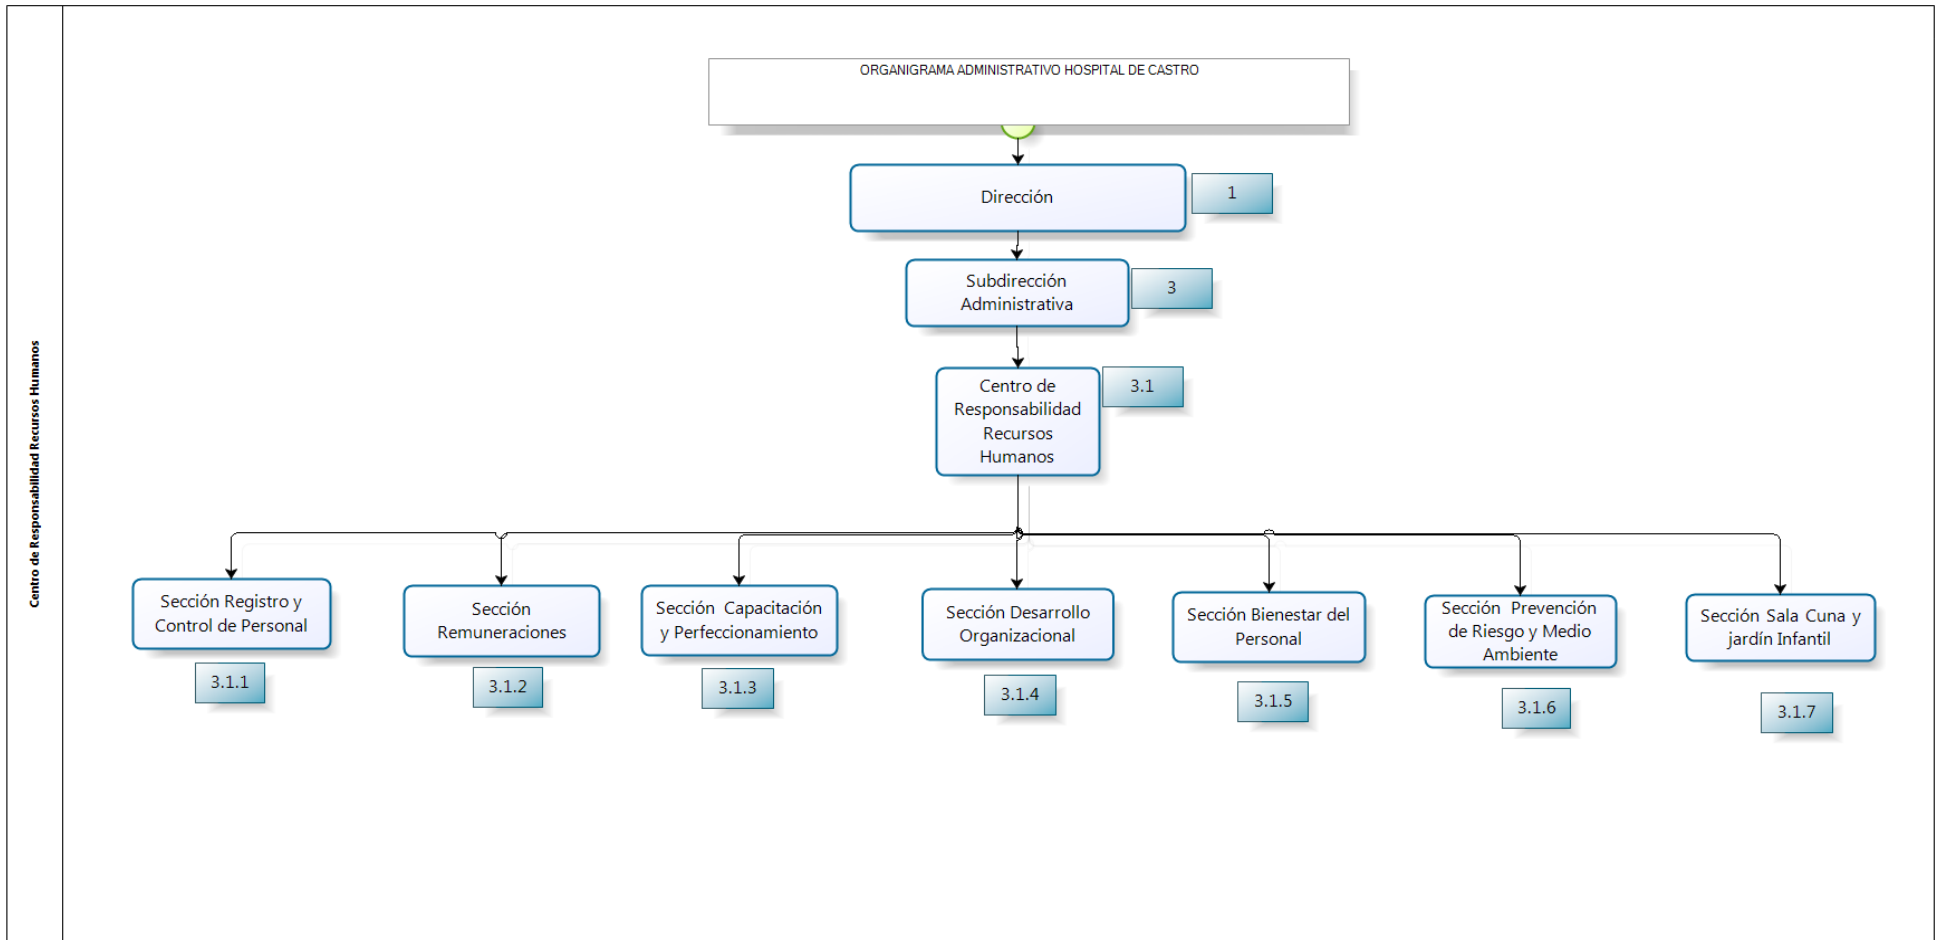 ORGANIGRAMA ADMINISTRATIVO HOSPITAL DE CASTRO
Centro de Responsabilidad Recursos Humanos
Dirección
1
Subdirección
Administrativa
3
Centro de
Responsabilidad
Recursos
Humanos
3.1
Sección Registro y
Control de Personal
3.1.1
Sección
Remuneraciones
3.1.2
Sección Capacitación
y Perfeccionamiento
3.1.3
Sección Desarrollo
Organizacional
3.1.4
Sección Bienestar del
Personal
3.1.5
Sección Prevención
de Riesgo y Medio
Ambiente
3.1.6
Sección Sala Cuna y
jardín Infantil
3.1.7